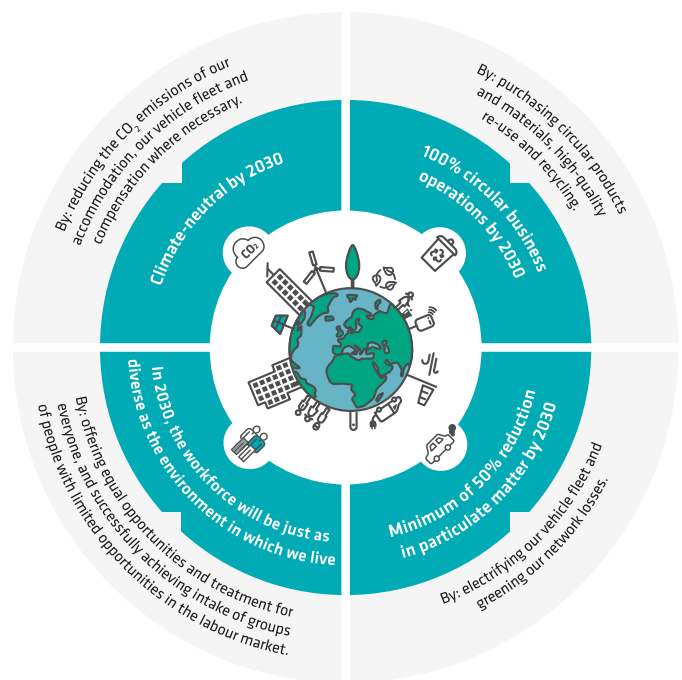 By: reducing the CO₂ emissions of our
accommodation, our vehicle fleet and
compensation where necessary.
Climate-neutral by 2030
CO₂
By: purchasing circular products
and materials, high-quality
re-use and recycling.
100% circular business
operations by 2030
In 2030, the workforce will be just as
diverse as the environment in which we live
By: offering equal opportunities and treatment for
everyone, and successfully achieving intake of groups
of people with limited opportunities in the labour market.
Minimum of 50% reduction
in particulate matter by 2030
By: electrifying our vehicle fleet and
greening our network losses.